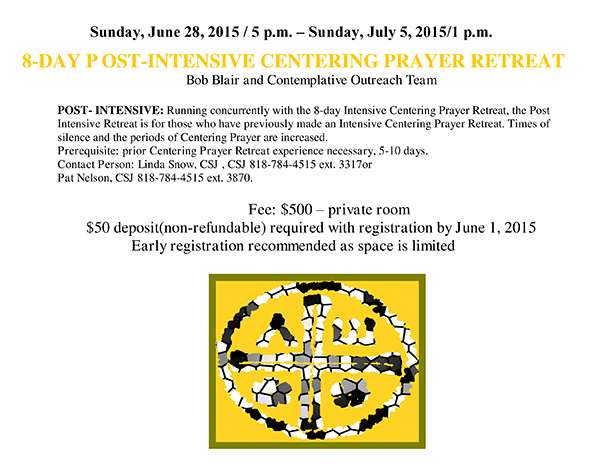 Sunday, June 28, 2015 / 5 p.m. – Sunday, July 5, 2015/1 p.m.
8-DAY P OST-INTENSIVE CENTERING PRAYER RETREAT
Bob Blair and Contemplative Outreach Team
POST- INTENSIVE: Running concurrently with the 8-day Intensive Centering Prayer Retreat, the Post
Intensive Retreat is for those who have previously made an Intensive Centering Prayer Retreat. Times of
silence and the periods of Centering Prayer are increased.
Prerequisite: prior Centering Prayer Retreat experience necessary, 5-10 days.
Contact Person: Linda Snow, CSJ , CSJ 818-784-4515 ext. 3317or
Pat Nelson, CSJ 818-784-4515 ext. 3870.
Fee: $500 – private room
$50 deposit(non-refundable) required with registration by June 1, 2015
Early registration recommended as space is limited